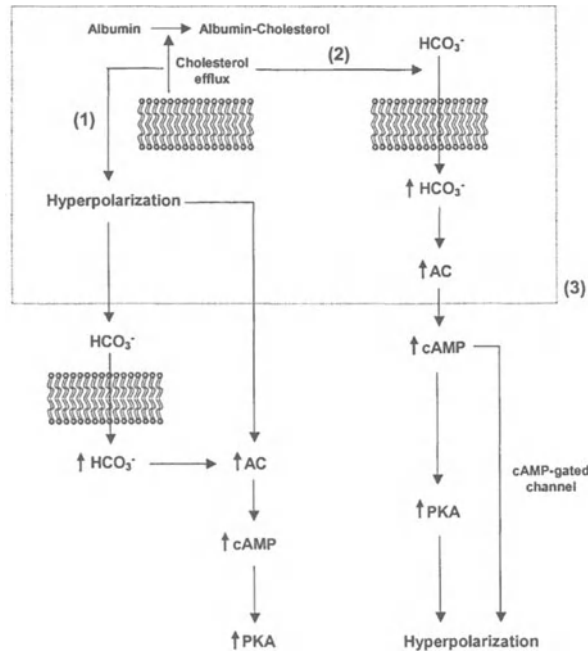 Albumin → Albumin-Cholesterol
Cholesterol
efflux
(2)
HCO₃⁻
(1)
Hyperpolarization
↑ HCO₃⁻
↑ AC
(3)
HCO₃⁻
↑ cAMP
↑ HCO₃⁻
↑ AC
cAMP-gated
channel
↑ PKA
↑ cAMP
↑ PKA
Hyperpolarization